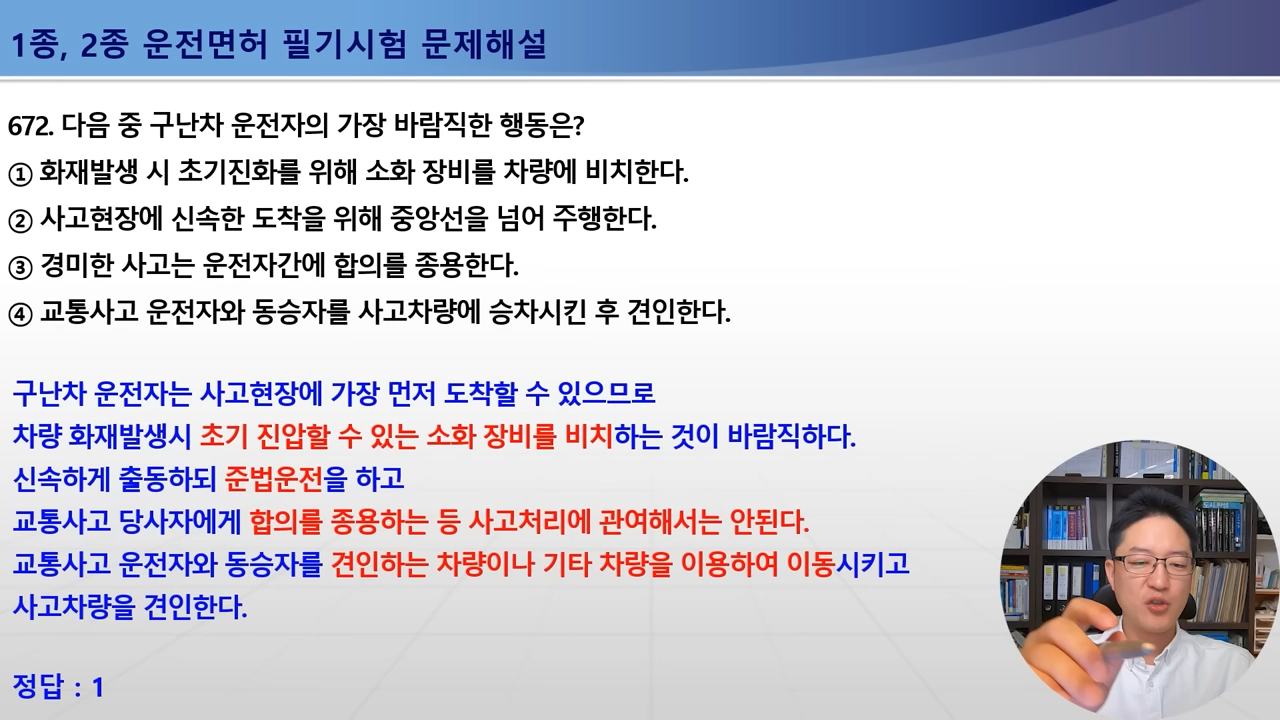 1종, 2종 운전면허 필기시험 문제해설
672. 다음 중 구난차 운전자의 가장 바람직한 행동은?
① 화재발생 시 초기진화를 위해 소화 장비를 차량에 비치한다.
② 사고현장에 신속한 도착을 위해 중앙선을 넘어 주행한다.
③ 경미한 사고는 운전자간에 합의를 종용한다.
④ 교통사고 운전자와 동승자를 사고차량에 승차시킨 후 견인한다.
구난차 운전자는 사고현장에 가장 먼저 도착할 수 있으므로
차량 화재발생시 초기 진압할 수 있는 소화 장비를 비치하는 것이 바람직하다.
신속하게 출동하되 준법운전을 하고
교통사고 당사자에게 합의를 종용하는 등 사고처리에 관여해서는 안된다.
교통사고 운전자와 동승자를 견인하는 차량이나 기타 차량을 이용하여 이동시키고
사고차량을 견인한다.
정답 : 1